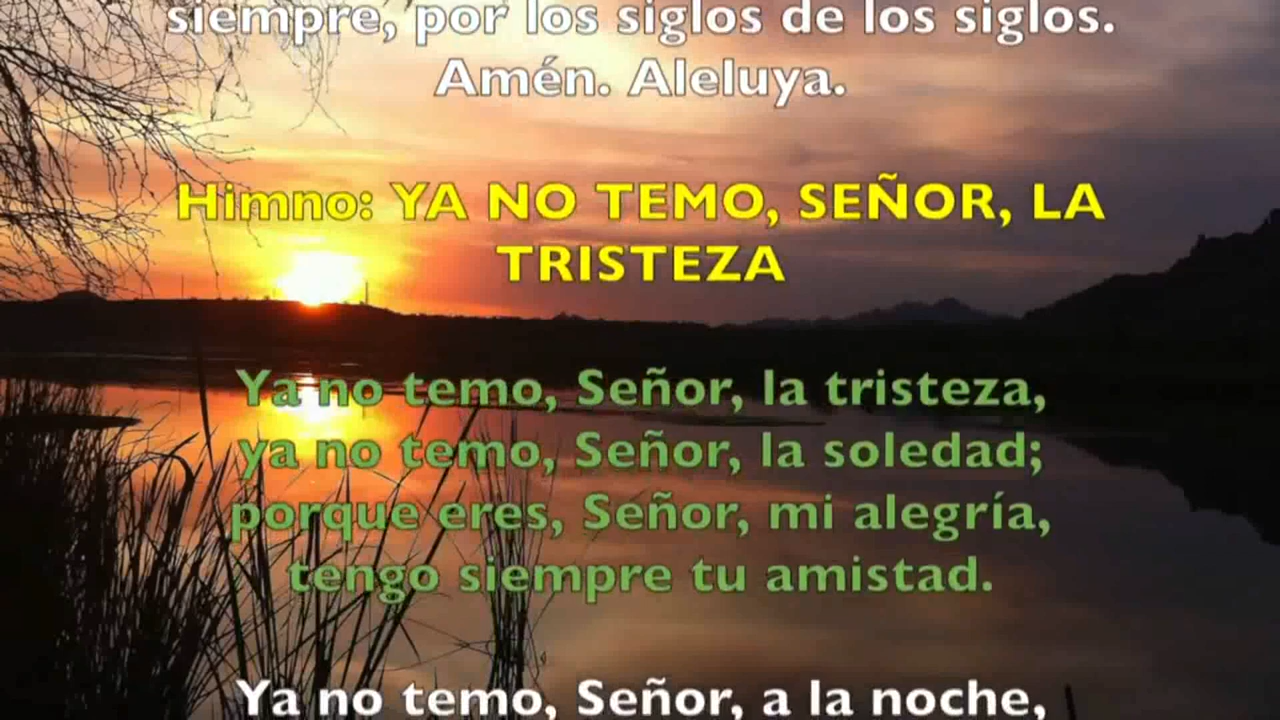 siempre, por los siglos de los siglos.
Amén. Aleluya.
Himno: YA NO TEMO, SEÑOR, LA
TRISTEZA
Ya no temo, Señor, la tristeza,
ya no temo, Señor, la soledad;
porque eres, Señor, mi alegría,
tengo siempre tu amistad.
Ya no temo, Señor, a la noche,